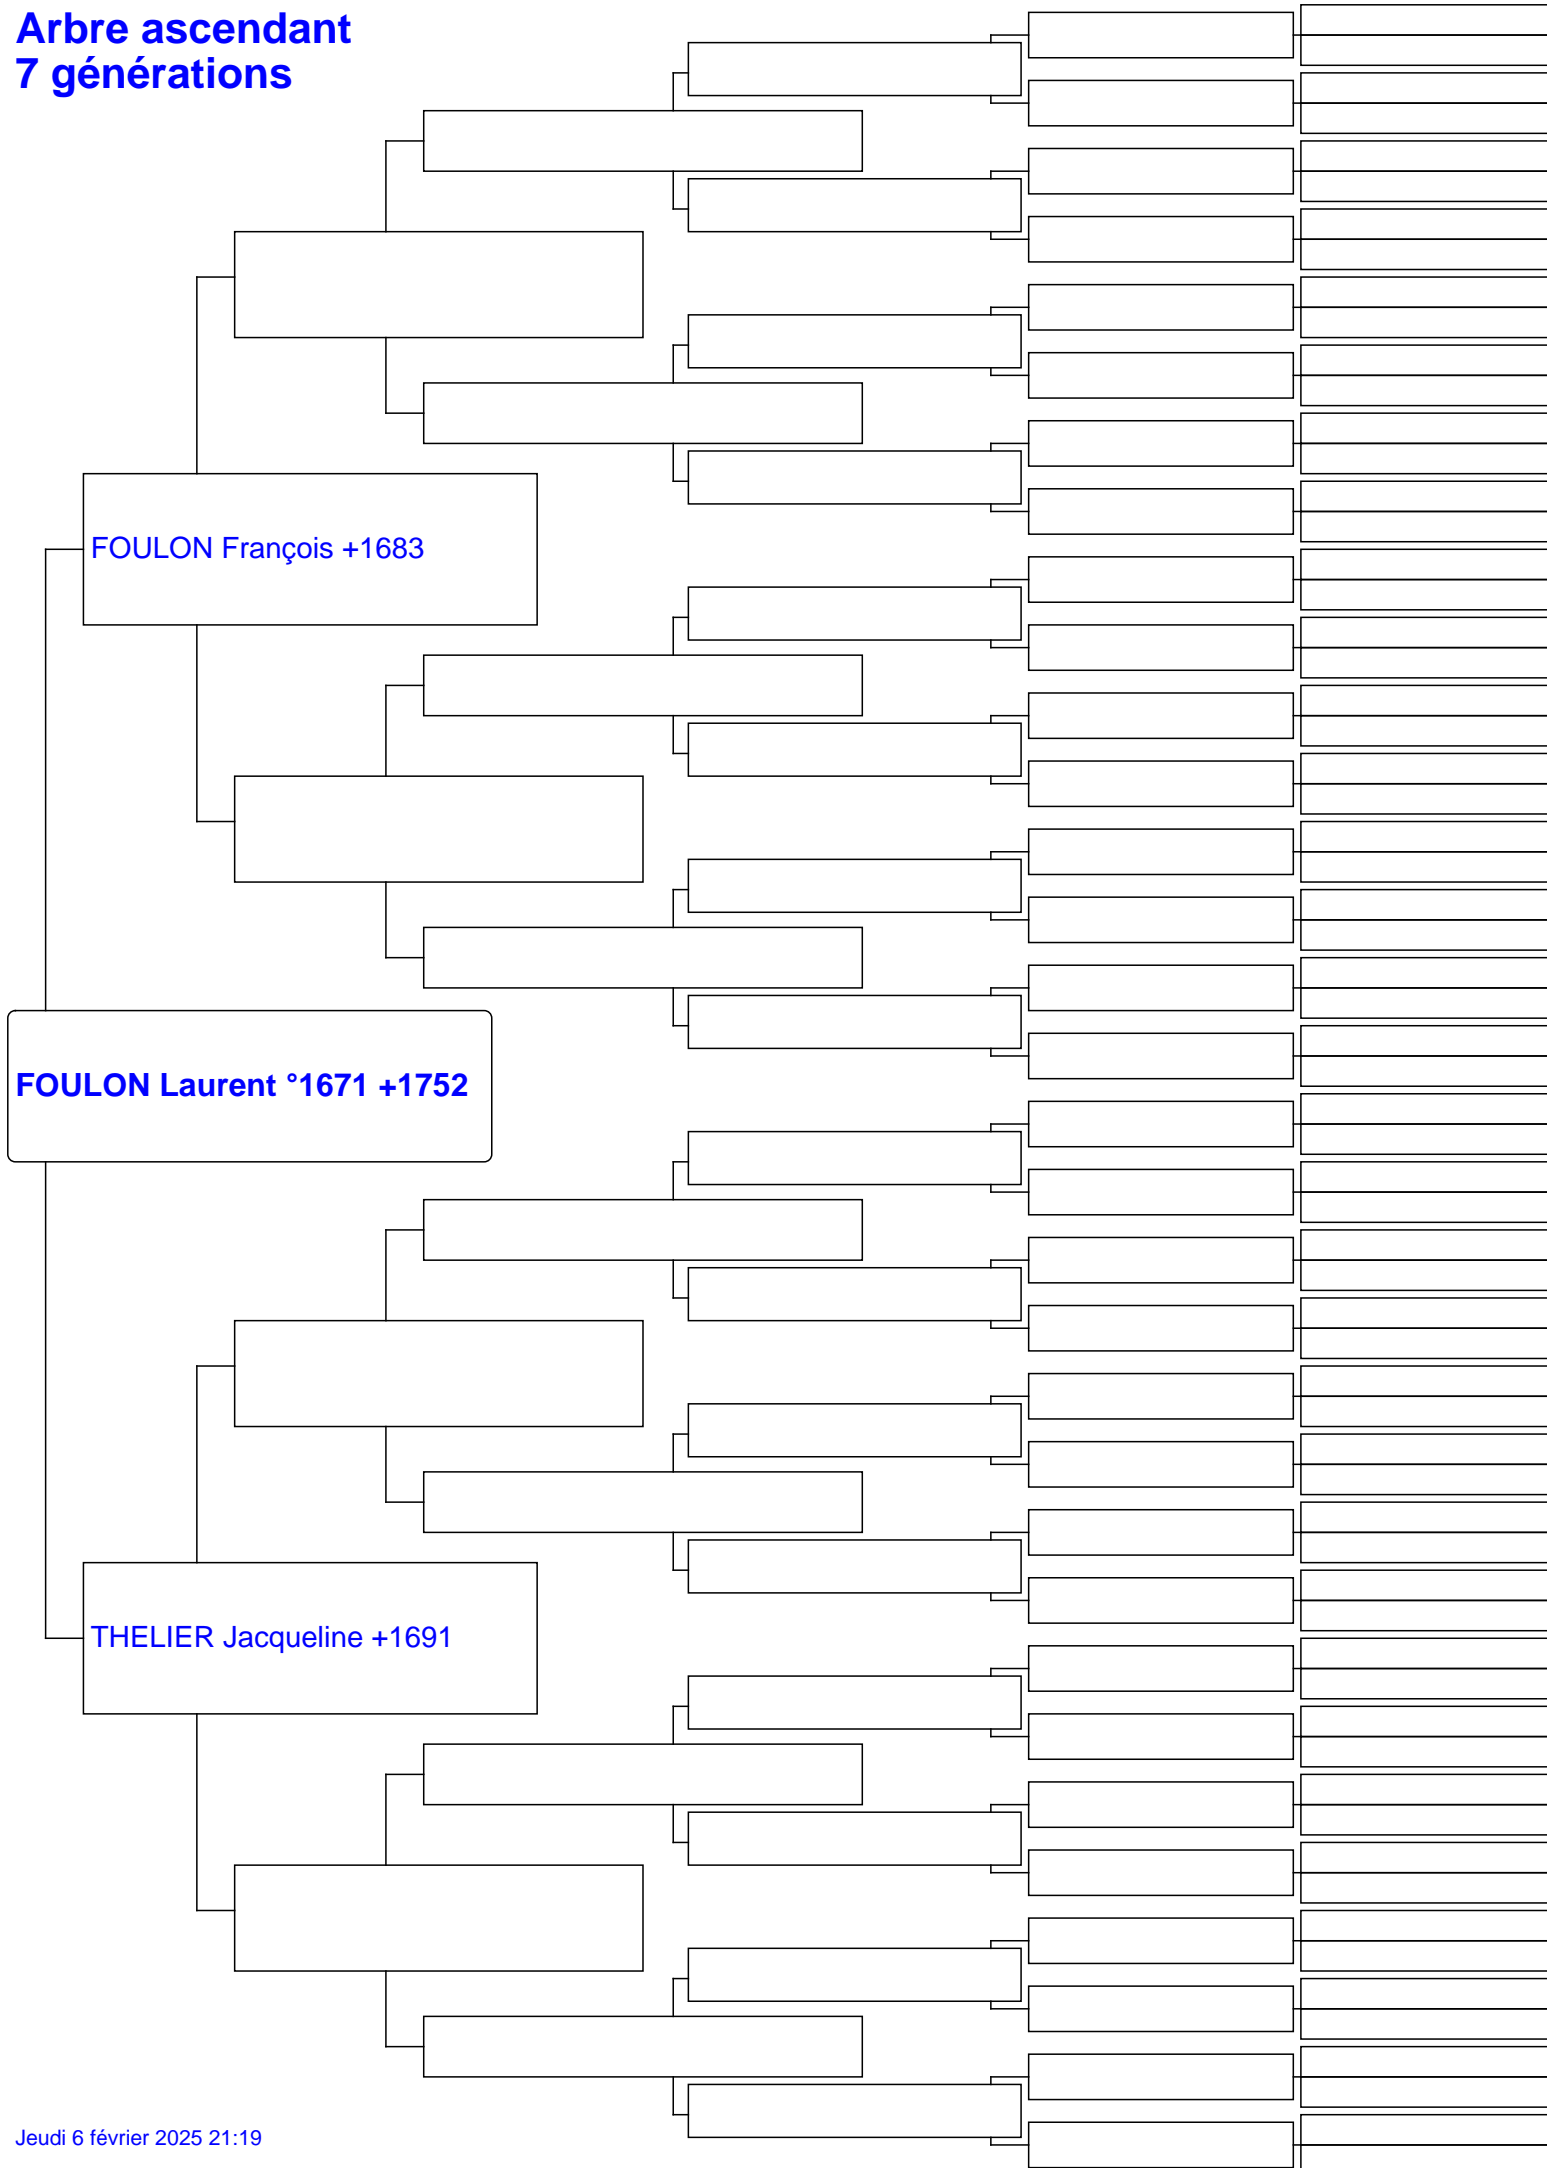 Arbre ascendant
7 générations
FOULON François +1683
FOULON Laurent °1671 +1752
THELIER Jacqueline +1691
Jeudi 6 février 2025 21:19